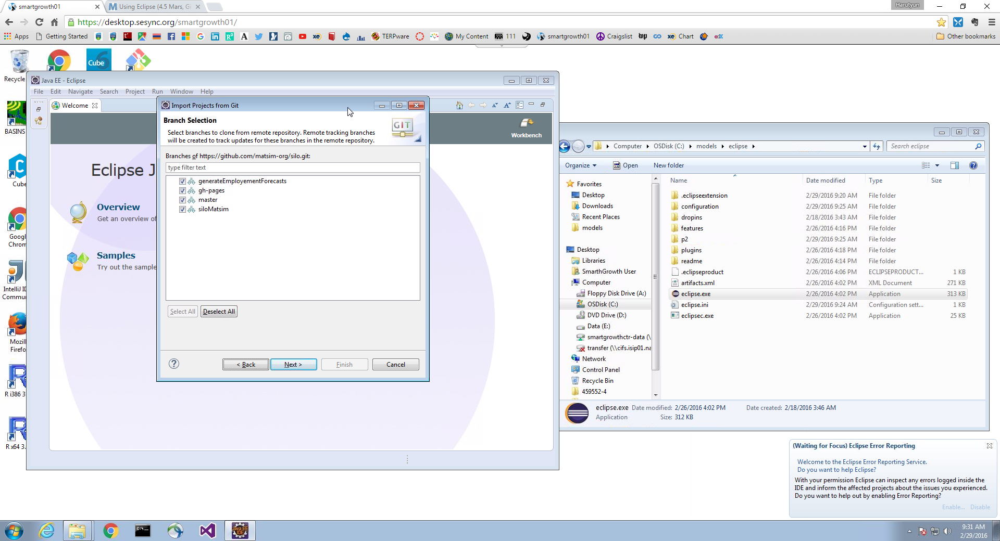 smartgrowth01
Using Eclipse (4.5 Mars, Gi
Harutyun
https://desktop.sesync.org/smartgrowth01/
Apps
Getting Started
TERPware
My Content
111
smartgrowth01
Craigslist
Chart
Other bookmarks
Recycle
Cube 6
Java EE - Eclipse
File Edit Navigate Search Project Run Window Help
Welcome
Import Projects from Git
Branch Selection
Select branches to clone from remote repository. Remote tracking branches
will be created to track updates for these branches in the remote repository.
GIT
Branches of https://github.com/matsim-org/silo.git:
type filter text
generateEmployementForecasts
gh-pages
master
siloMatsim
Select All
Deselect All
< Back
Next >
Finish
Cancel
Workbench
Eclipse J
Overview
Get an overview of
Samples
Try out the sample
BASINS
Cube
Googl
Chrom
IntelliJ ID
Commun
Mozill
Firefo
R i386 3
R x64 3.
Computer
OSDisk (C:)
models
eclipse
Search eclipse
Organize
Open
New folder
Favorites
Desktop
Downloads
Recent Places
models
Desktop
Libraries
SmarthGrowth User
Computer
Floppy Disk Drive (A:)
OSDisk (C:)
DVD Drive (D:)
Data (E:)
smartgrowthctr-data (\
transfer (\\cifs.isip01.na
Network
Control Panel
Recycle Bin
459552-4
Name Date modified Type Size
.eclipseextension 2/29/2016 9:20 AM File folder
configuration 2/29/2016 9:25 AM File folder
dropins 2/18/2016 3:43 AM File folder
features 2/26/2016 4:16 PM File folder
p2 2/29/2016 9:25 AM File folder
plugins 2/26/2016 4:18 PM File folder
readme 2/26/2016 4:14 PM File folder
.eclipseproduct 2/26/2016 4:06 PM ECLIPSEPRODUCT... 1 KB
artifacts.xml 2/26/2016 4:02 PM XML Document 271 KB
eclipse.exe 2/26/2016 4:02 PM Application 313 KB
eclipse.ini 2/29/2016 9:24 AM Configuration sett... 1 KB
eclipsec.exe 2/26/2016 4:02 PM Application 25 KB
eclipse.exe Date modified: 2/26/2016 4:02 PM Date created: 2/18/2016 3:46 AM
Application Size: 312 KB
(Waiting for Focus) Eclipse Error Reporting
Welcome to the Eclipse Error Reporting Service.
Do you want to help Eclipse?
With your permission Eclipse can inspect any errors logged inside the
IDE and inform the affected projects about the issues you experienced.
Do you want to help out by enabling Error Reporting?
Enable... Disable
Java EE
IDE
9:31 AM
2/29/2016